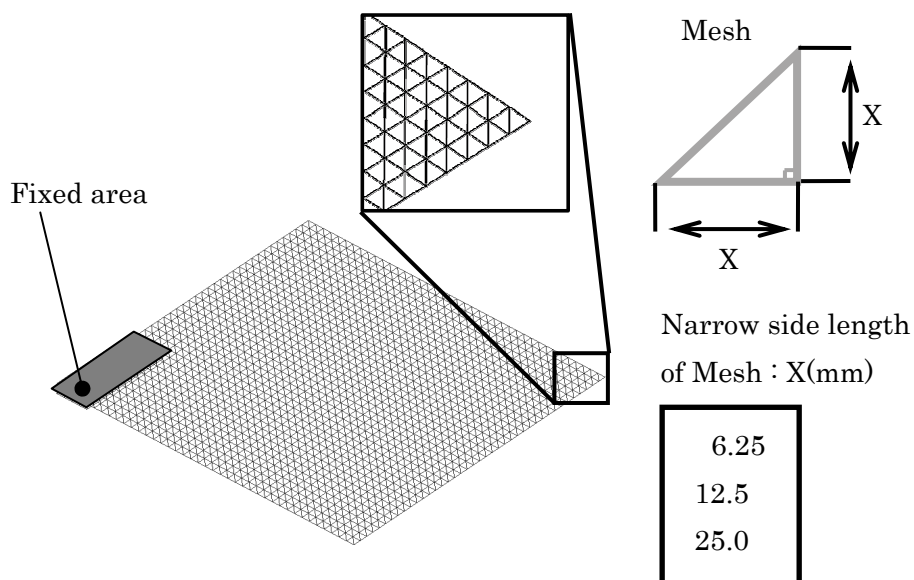 Mesh
X
X
Fixed area
Narrow side length
of Mesh : X(mm)
6.25
12.5
25.0